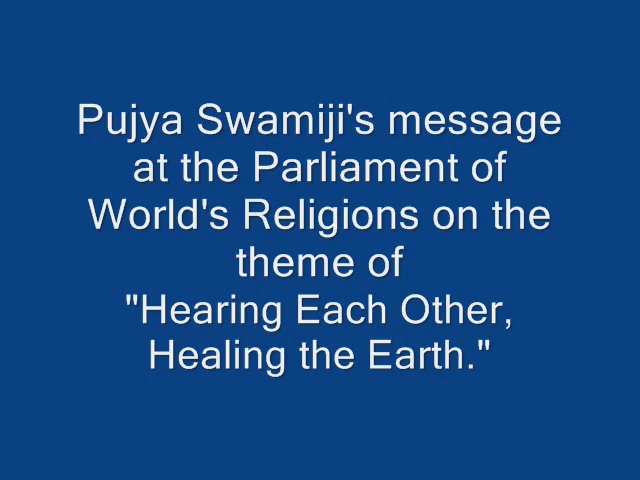 Pujya Swamiji's message
at the Parliament of
World's Religions on the
theme of
"Hearing Each Other,
Healing the Earth."